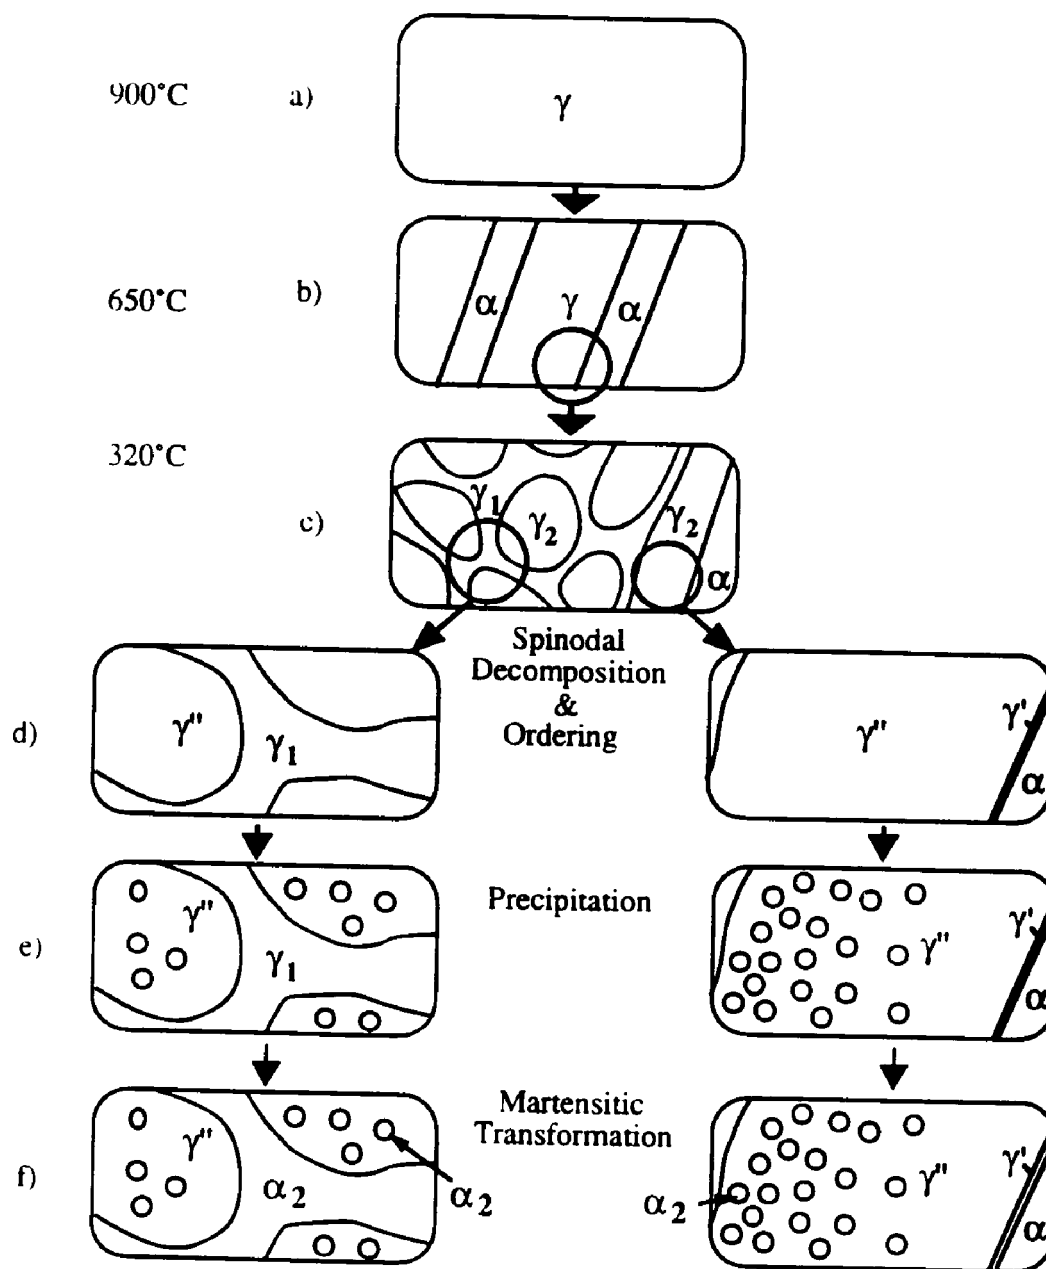 900°C a)
γ
650°C b)
α γ α
320°C
c)
γ1 γ2 γ2 α
Spinodal
Decomposition
&
Ordering
d)
γ" γ1
γ" γ' α
Precipitation
e)
γ" γ1
γ" γ' α
Martensitic
Transformation
f)
γ" α2 α2
α2 γ" γ' α